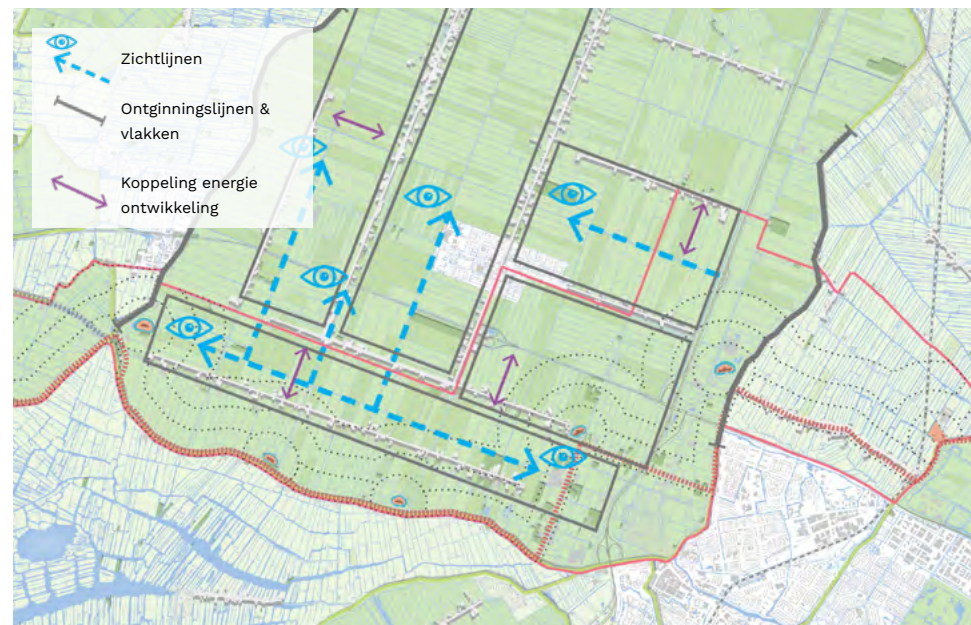 Zichtlijnen
Ontginningslijnen &
vlakken
Koppeling energie
ontwikkeling